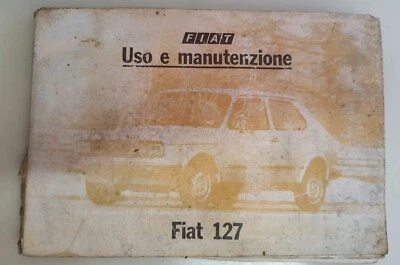 FIAT
Uso e manutenzione
Fiat 127